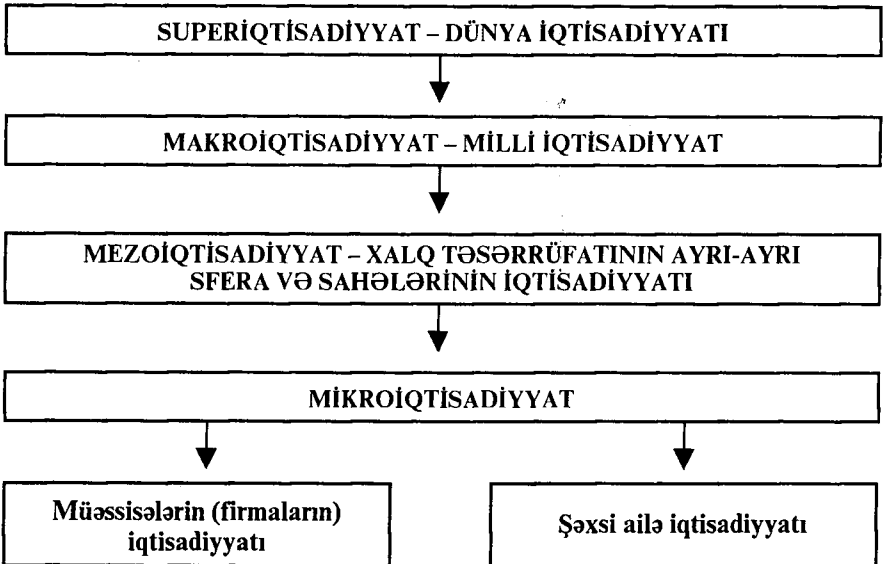 SUPERİQTİSADİYYAT – DÜNYA İQTİSADİYYATI
MAKROİQTİSADİYYAT – MİLLİ İQTİSADİYYAT
MEZOİQTİSADİYYAT – XALQ TƏSƏRRÜFATININ AYRI-AYRI
SFERA VƏ SAHƏLƏRİNİN İQTİSADİYYATI
MİKROİQTİSADİYYAT
Müəssisələrin (firmaların)
iqtisadiyyatı
Şəxsi ailə iqtisadiyyatı